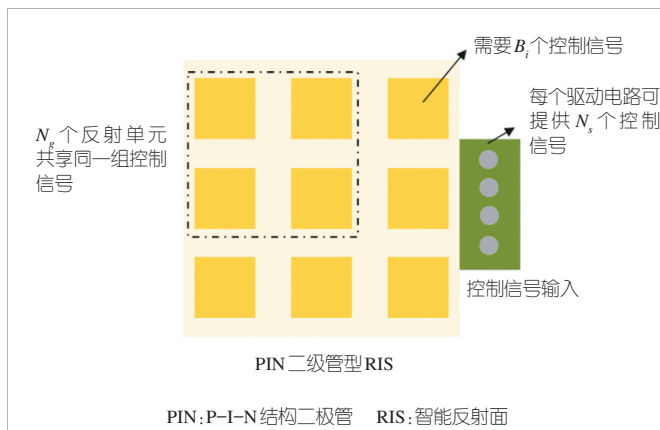 需要Bi个控制信号
每个驱动电路可
提供Ns个控制
信号
Ng个反射单元
共享同一组控制
信号
控制信号输入
PIN二级管型RIS
PIN：P-I-N结构二极管 RIS：智能反射面